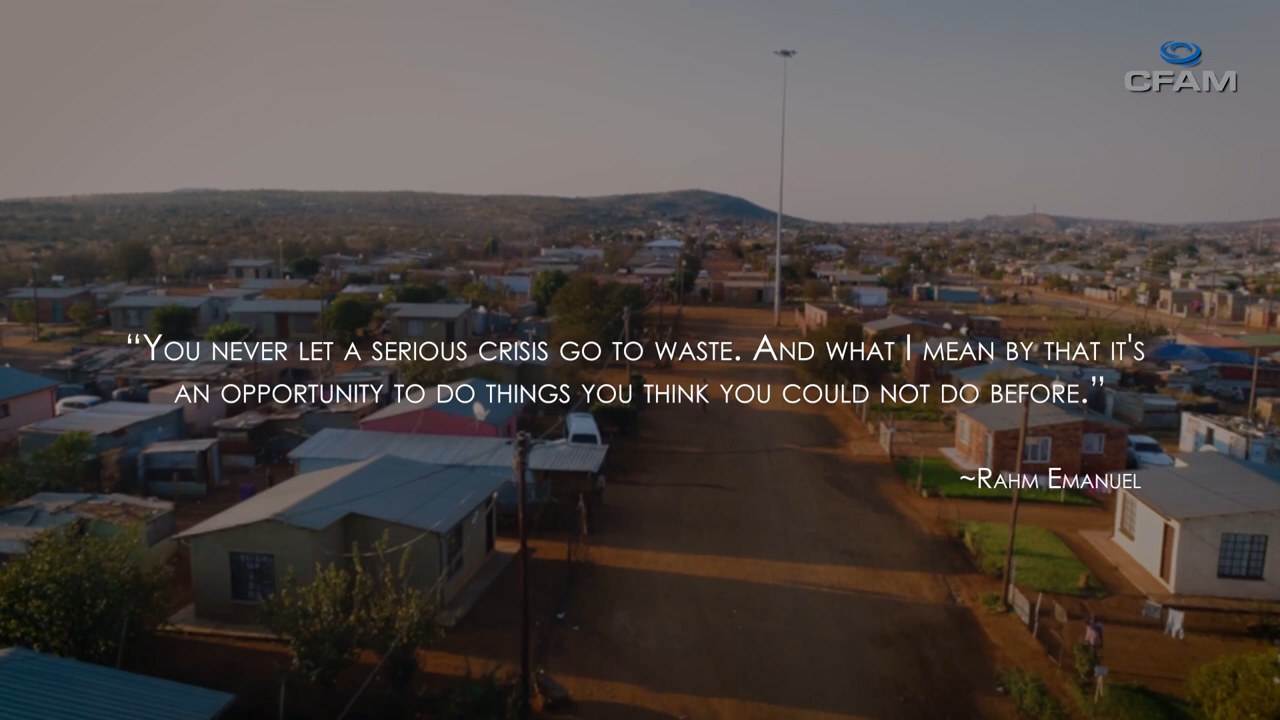 CFAM
“You never let a serious crisis go to waste. And what I mean by that it's
an opportunity to do things you think you could not do before.”
~Rahm Emanuel